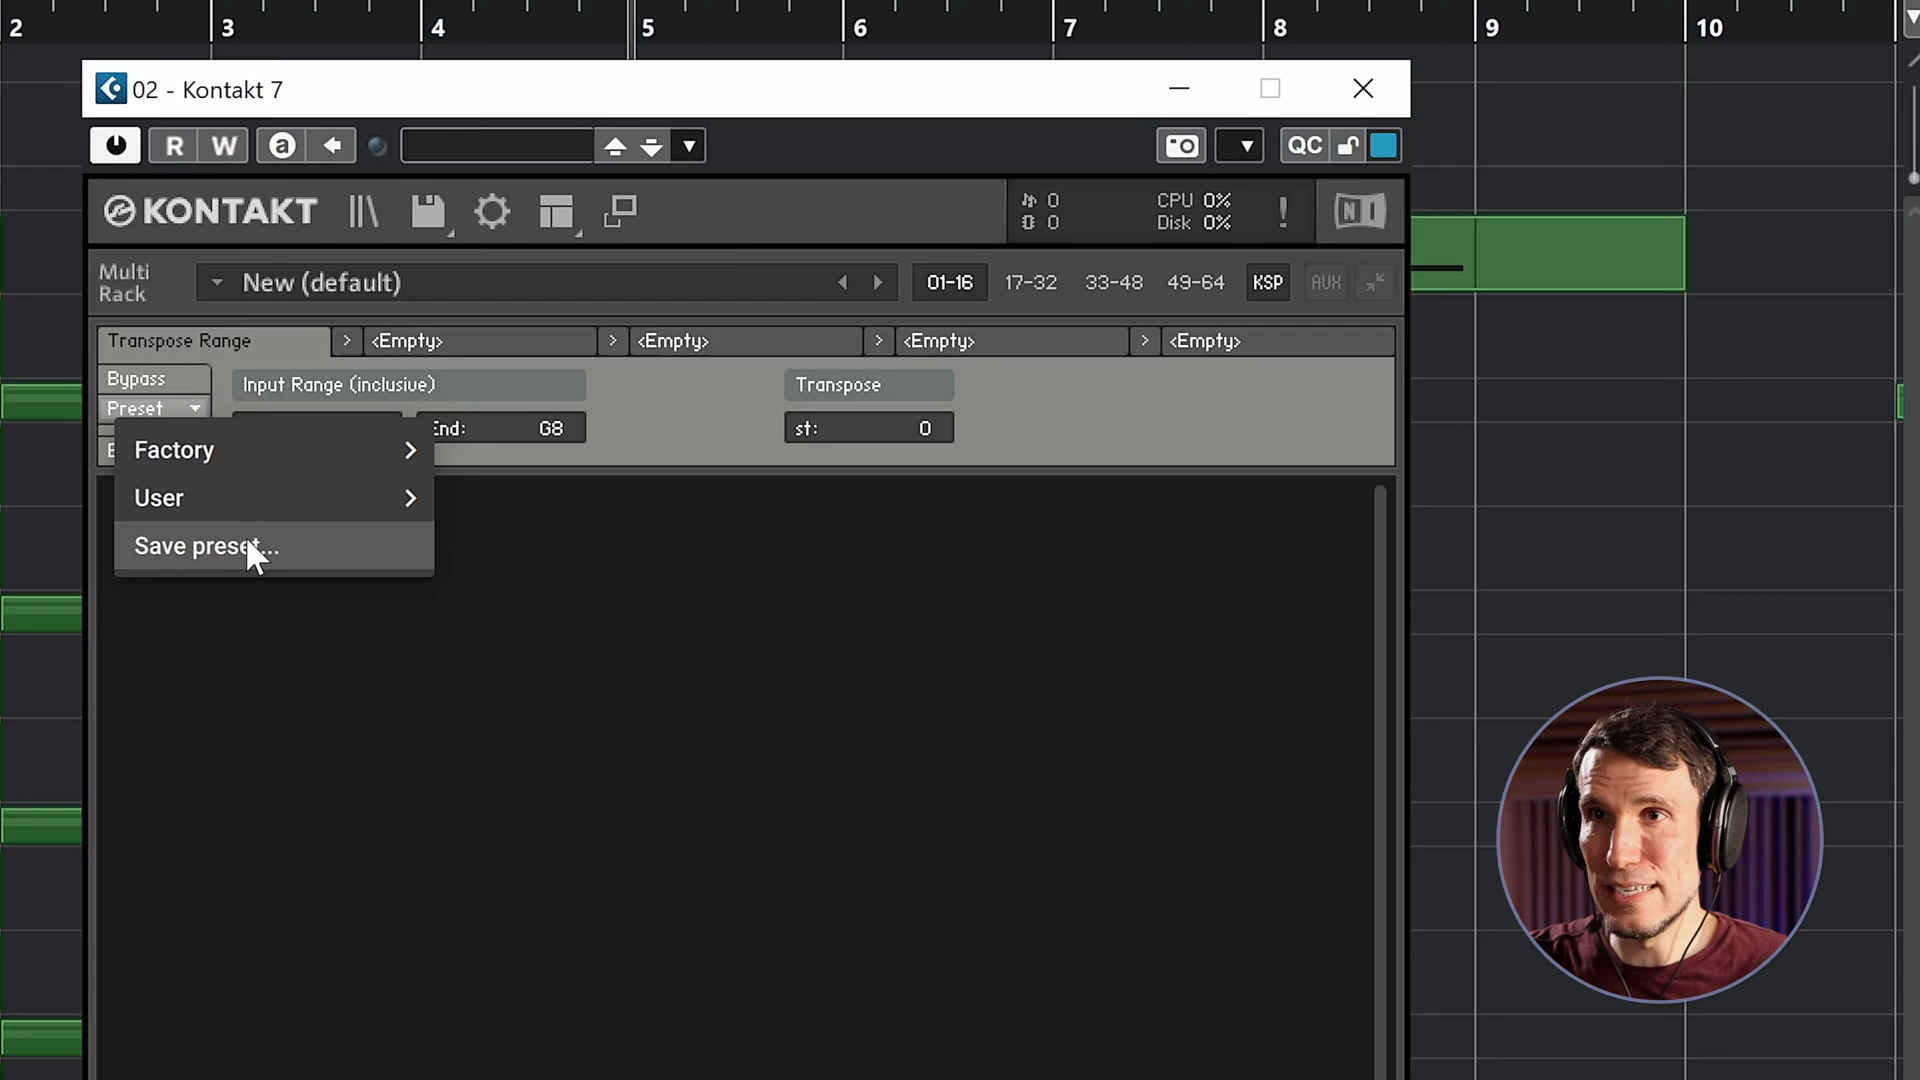 2 3 4 5 6 7 8 9 10
02 - Kontakt 7
R W a QC
KONTAKT
0 CPU 0%
0 Disk 0%
! NI
Multi
Rack
New (default) 01-16 17-32 33-48 49-64 KSP AUX
Transpose Range > <Empty> > <Empty> > <Empty> > <Empty>
Bypass Input Range (inclusive) Transpose
Preset
End: G8 st: 0
Factory
User
Save preset...